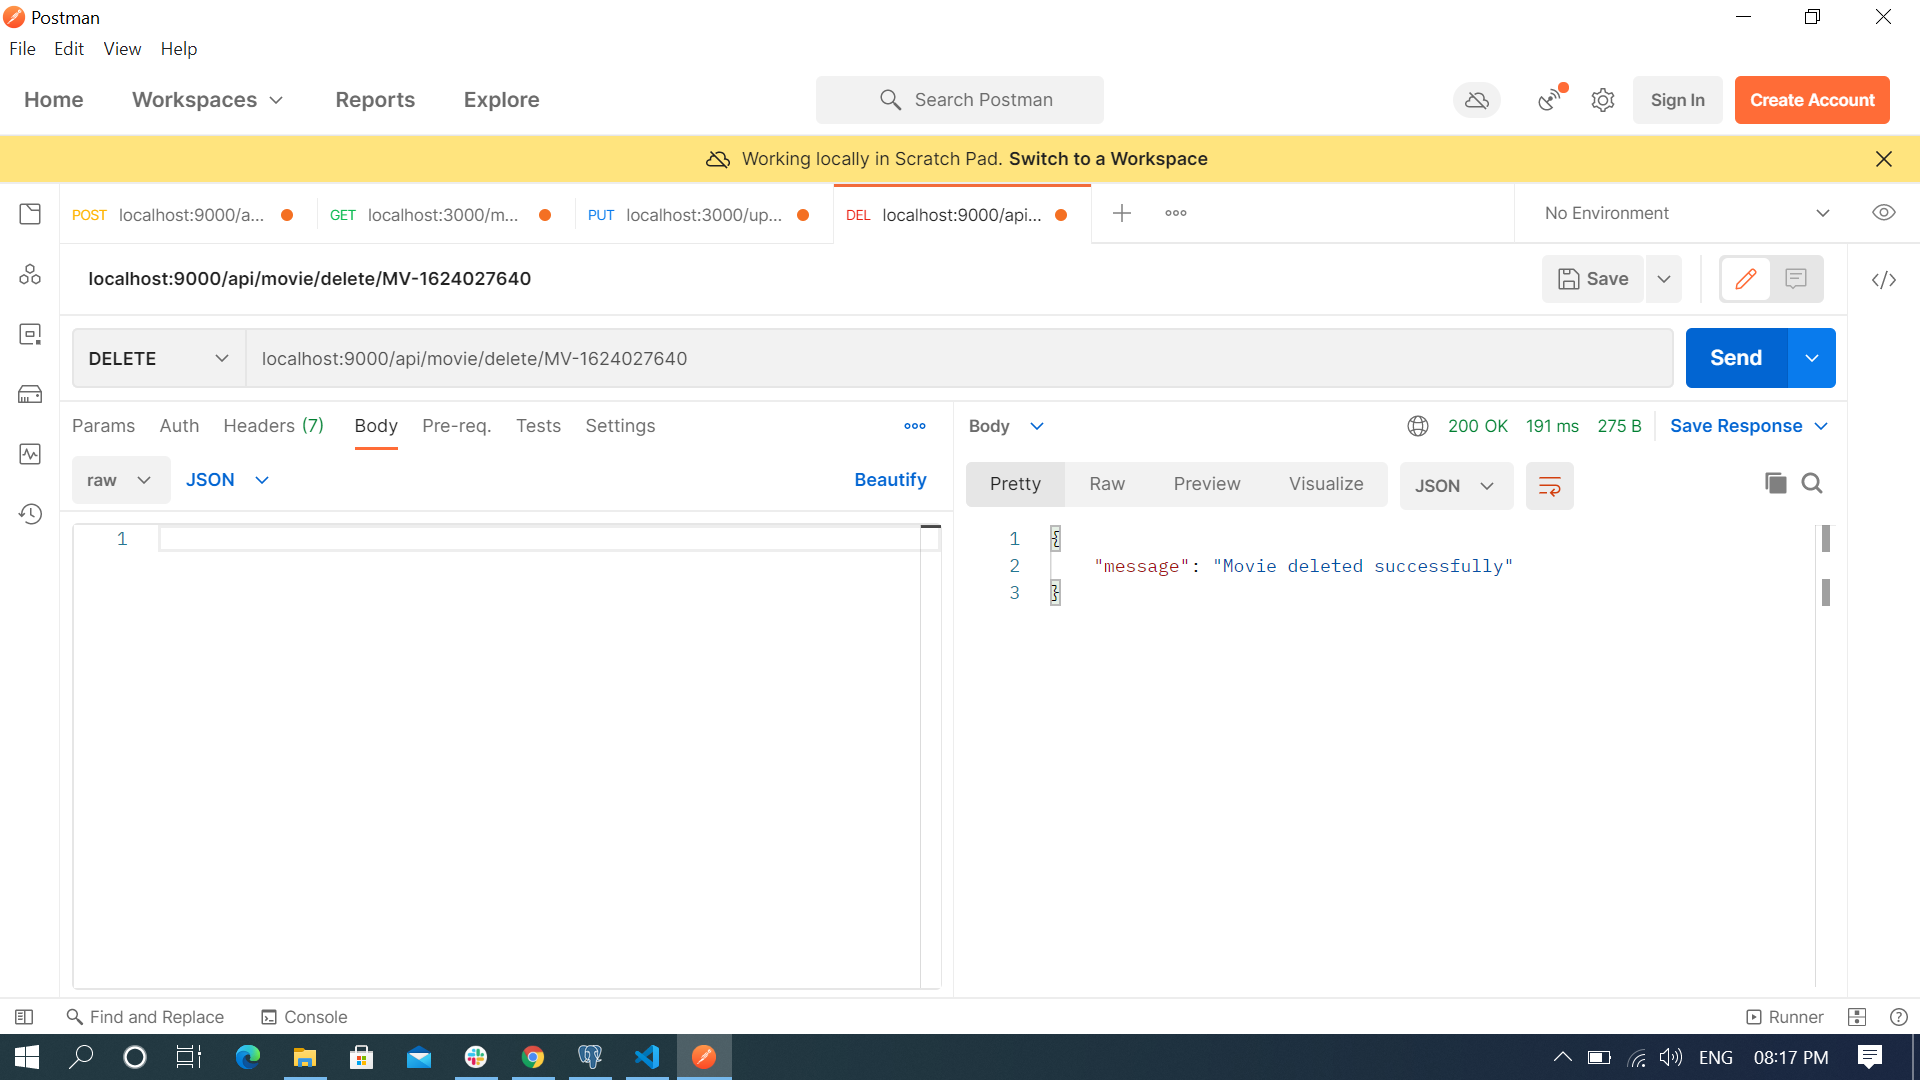 Postman
File Edit View Help
Home Workspaces Reports Explore Search Postman Sign In Create Account
Working locally in Scratch Pad. Switch to a Workspace
POST localhost:9000/a... GET localhost:3000/m... PUT localhost:3000/up... DEL localhost:9000/api... No Environment
localhost:9000/api/movie/delete/MV-1624027640 Save
DELETE localhost:9000/api/movie/delete/MV-1624027640 Send
Params Auth Headers (7) Body Pre-req. Tests Settings
raw JSON Beautify
1
Body 200 OK 191 ms 275 B Save Response
Pretty Raw Preview Visualize JSON
1 {
2 "message": "Movie deleted successfully"
3 }
Find and Replace Console Runner
ENG 08:17 PM